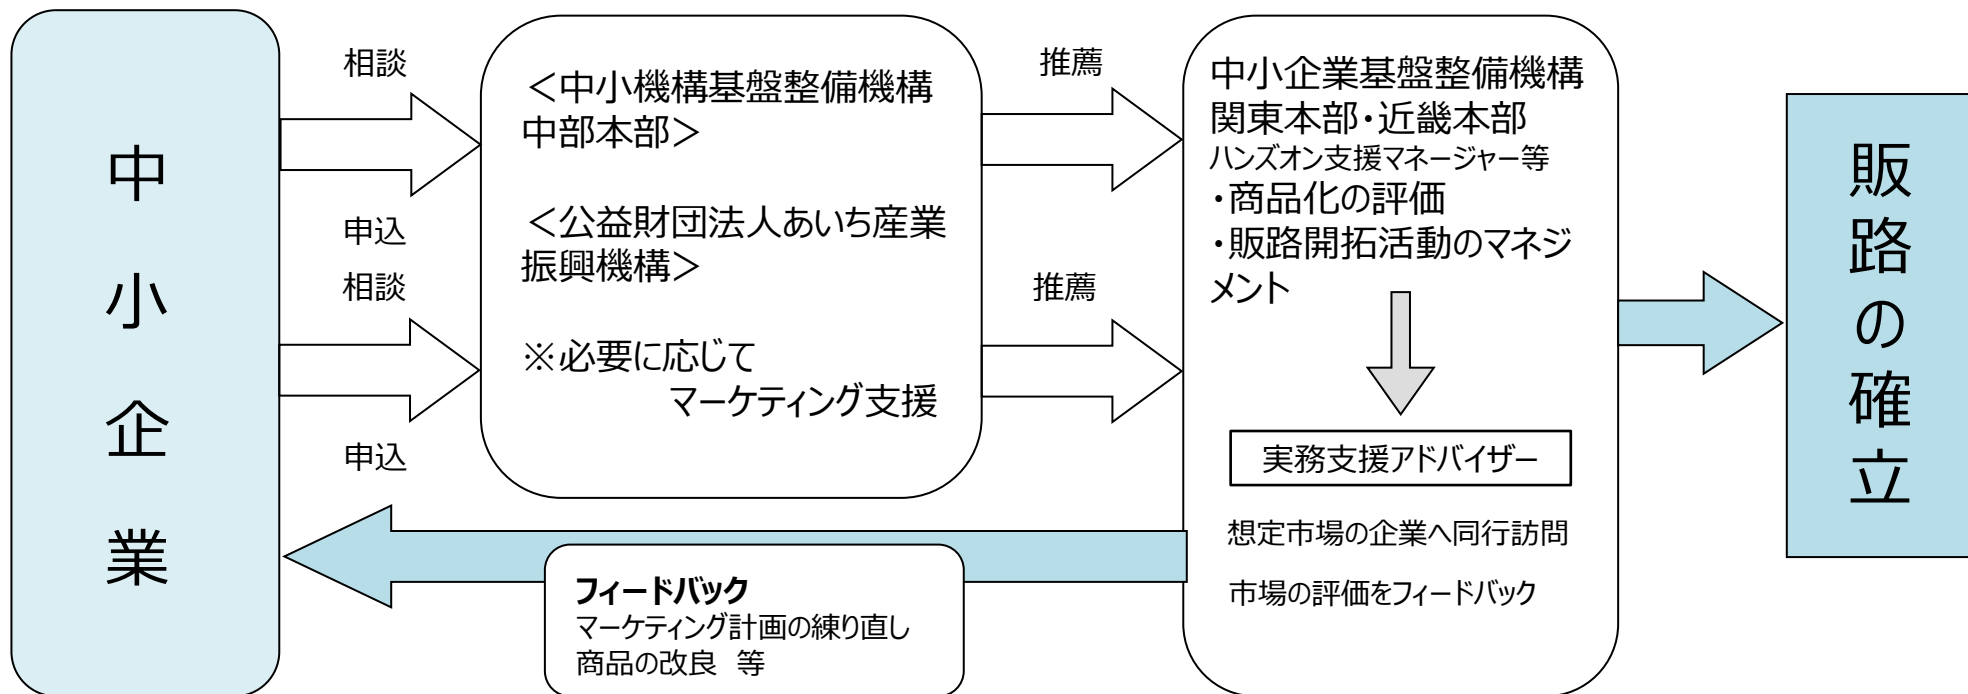 中小企業
相談
申込
相談
申込
＜中小機構基盤整備機構
中部本部＞
＜公益財団法人あいち産業
振興機構＞
※必要に応じて
マーケティング支援
推薦
推薦
中小企業基盤整備機構
関東本部・近畿本部
ハンズオン支援マネージャー等
・商品化の評価
・販路開拓活動のマネジ
メント
実務支援アドバイザー
想定市場の企業へ同行訪問
市場の評価をフィードバック
フィードバック
マーケティング計画の練り直し
商品の改良　等
販路の確立